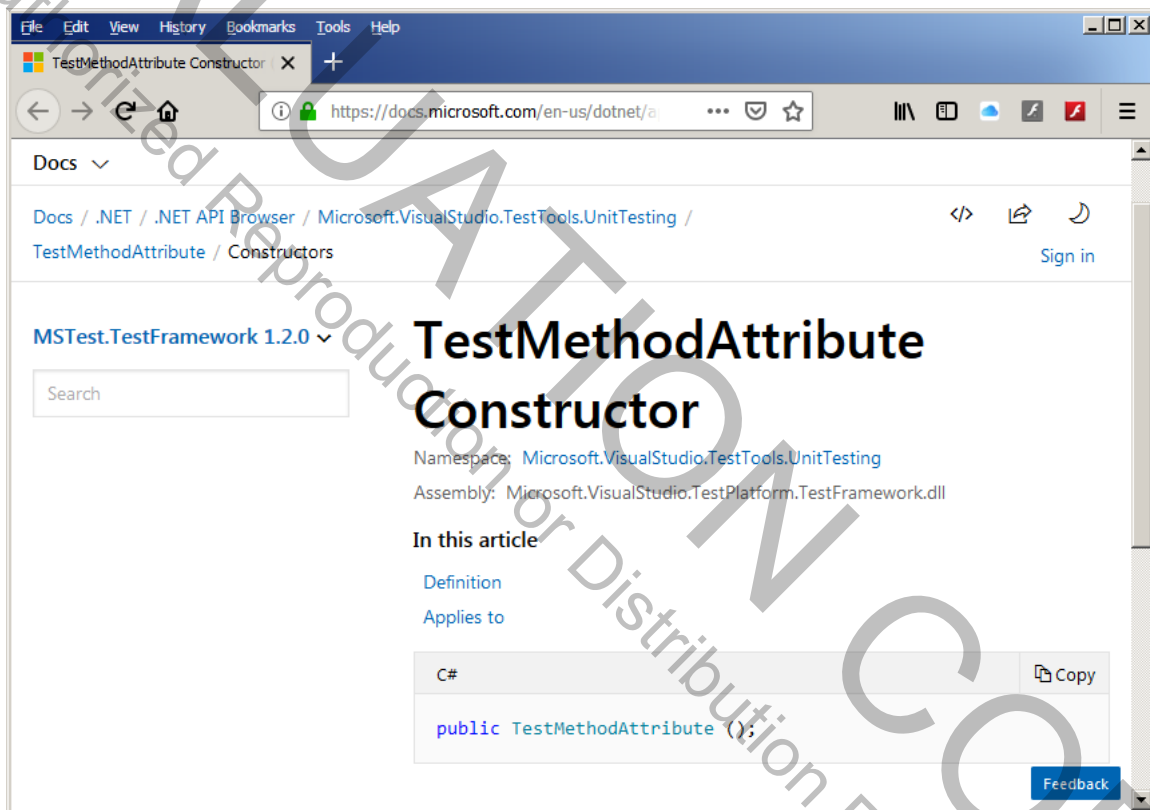 File Edit View History Bookmarks Tools Help
TestMethodAttribute Constructor (
https://docs.microsoft.com/en-us/dotnet/a
Docs
Docs / .NET / .NET API Browser / Microsoft.VisualStudio.TestTools.UnitTesting /
TestMethodAttribute / Constructors
Sign in
MSTest.TestFramework 1.2.0
Search
TestMethodAttribute
Constructor
Namespace: Microsoft.VisualStudio.TestTools.UnitTesting
Assembly: Microsoft.VisualStudio.TestPlatform.TestFramework.dll
In this article
Definition
Applies to
C# Copy
public TestMethodAttribute ();
Feedback
Reproduction or Distribution